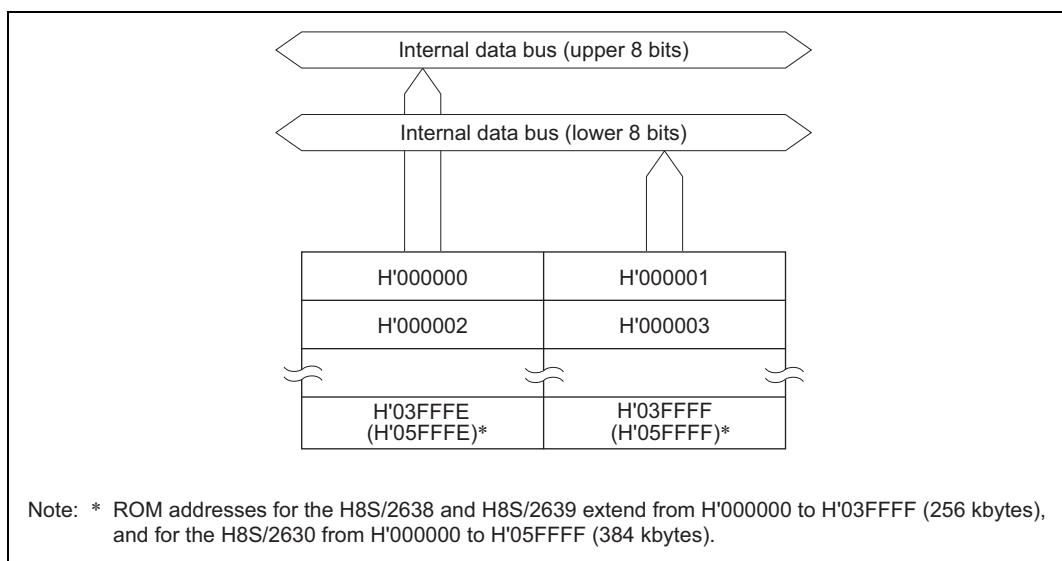 Internal data bus (upper 8 bits)
Internal data bus (lower 8 bits)
H'000000 H'000001
H'000002 H'000003
H'03FFFE H'03FFFF
(H'05FFFE)* (H'05FFFF)*
Note: * ROM addresses for the H8S/2638 and H8S/2639 extend from H'000000 to H'03FFFF (256 kbytes),
and for the H8S/2630 from H'000000 to H'05FFFF (384 kbytes).